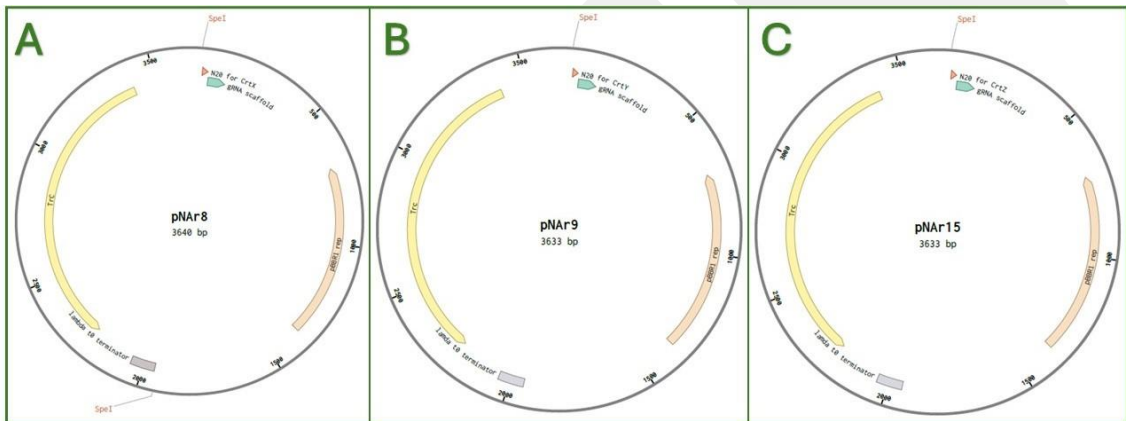 A
SpeI
3500
N20 for CrtX
gRNA scaffold
500
3000
Trc
pNAr8
3640 bp
pBBR1 rep
1000
2500
lambda t0 terminator
1500
2000
SpeI
B
SpeI
3500
N20 for CrtY
gRNA scaffold
500
3000
Trc
pNAr9
3633 bp
pBBR1 rep
1000
2500
lamda t0 terminator
1500
2000
C
SpeI
3500
N20 for CrtZ
gRNA scaffold
500
3000
Trc
pNAr15
3633 bp
pBBR1 rep
1000
2500
lamda t0 terminator
1500
2000